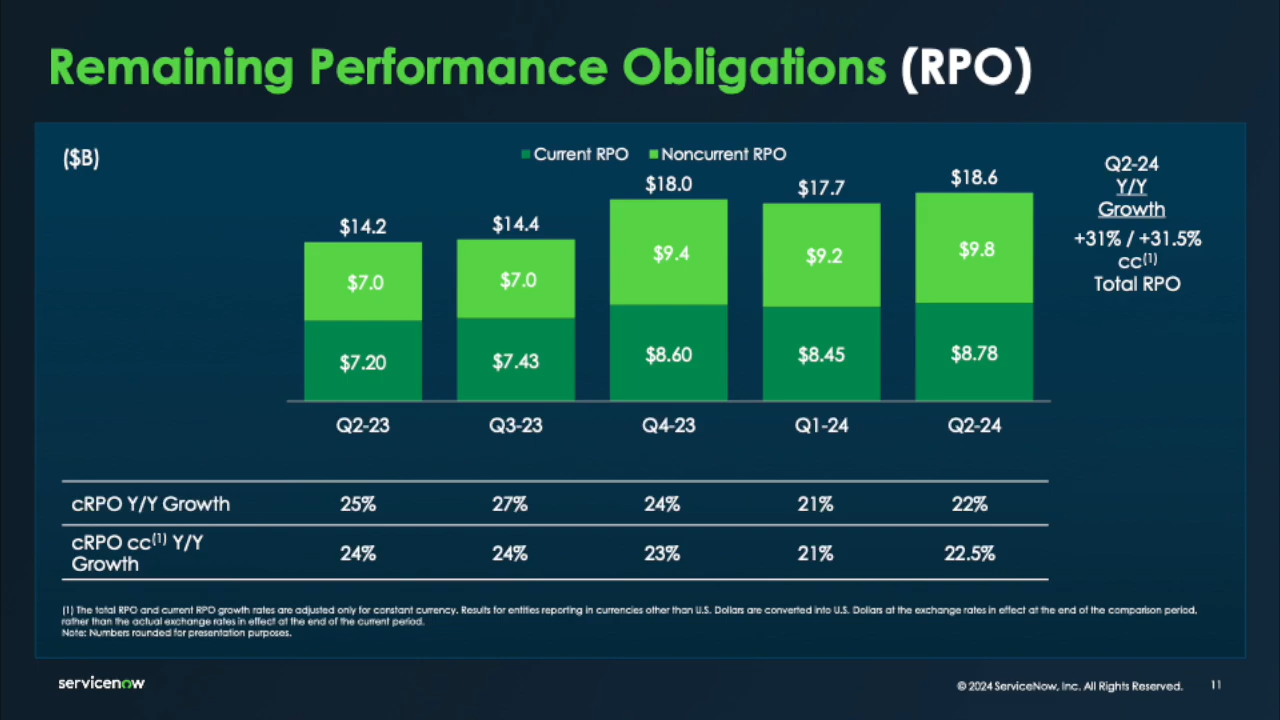 Remaining Performance Obligations (RPO)
($B)
Current RPO Noncurrent RPO
$14.2 $14.4 $18.0 $17.7 $18.6
$7.0 $7.0 $9.4 $9.2 $9.8
$7.20 $7.43 $8.60 $8.45 $8.78
Q2-23 Q3-23 Q4-23 Q1-24 Q2-24
Q2-24
Y/Y
Growth
+31% / +31.5%
cc(1)
Total RPO
cRPO Y/Y Growth 25% 27% 24% 21% 22%
cRPO cc(1) Y/Y
Growth 24% 24% 23% 21% 22.5%
(1) The total RPO and current RPO growth rates are adjusted only for constant currency. Results for entities reporting in currencies other than U.S. Dollars are converted into U.S. Dollars at the exchange rates in effect at the end of the comparison period,
rather than the actual exchange rates in effect at the end of the current period.
Note: Numbers rounded for presentation purposes.
servicenow
© 2024 ServiceNow, Inc. All Rights Reserved. 11